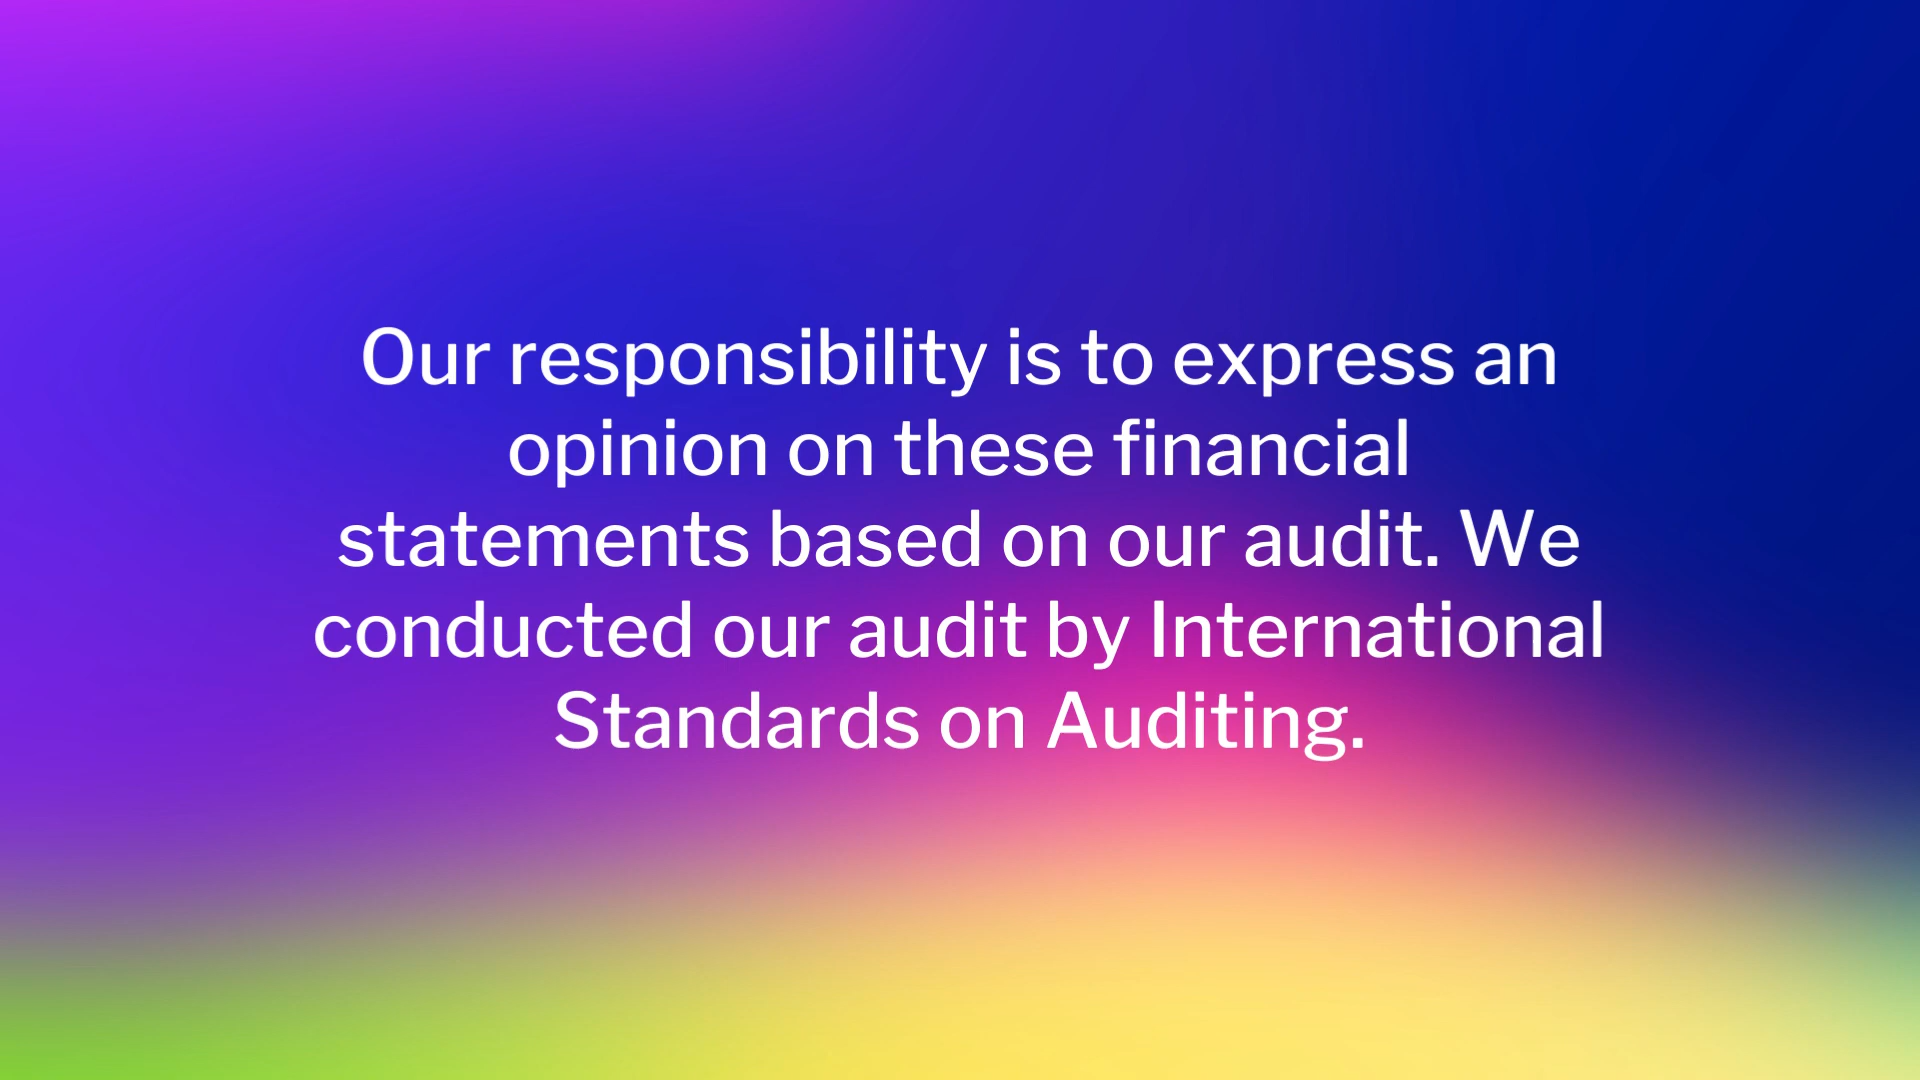 Our responsibility is to express an
opinion on these financial
statements based on our audit. We
conducted our audit by International
Standards on Auditing.